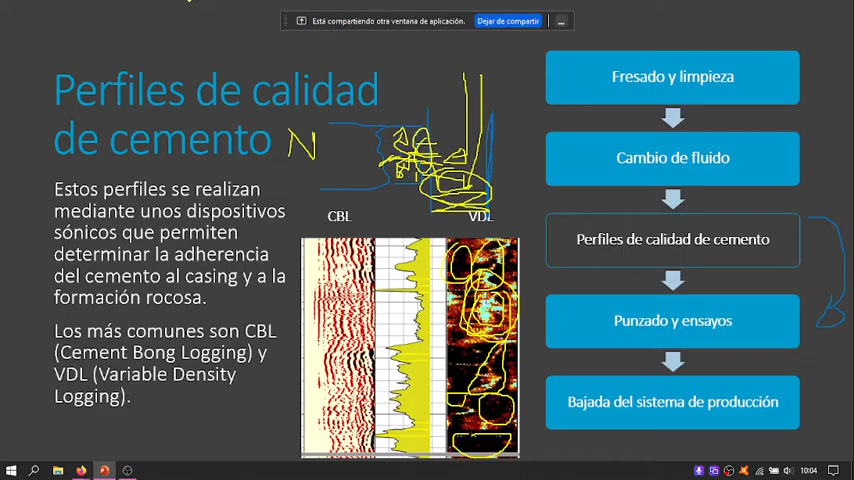 Está compartiendo otra ventana de aplicación.
Dejar de compartir
Perfiles de calidad
de cemento
N
Estos perfiles se realizan
mediante unos dispositivos
sónicos que permiten
determinar la adherencia
del cemento al casing y a la
formación rocosa.
Los más comunes son CBL
(Cement Bong Logging) y
VDL (Variable Density
Logging).
CBL
VDL
Fresado y limpieza
Cambio de fluido
Perfiles de calidad de cemento
Punzado y ensayos
Bajada del sistema de producción
10:04